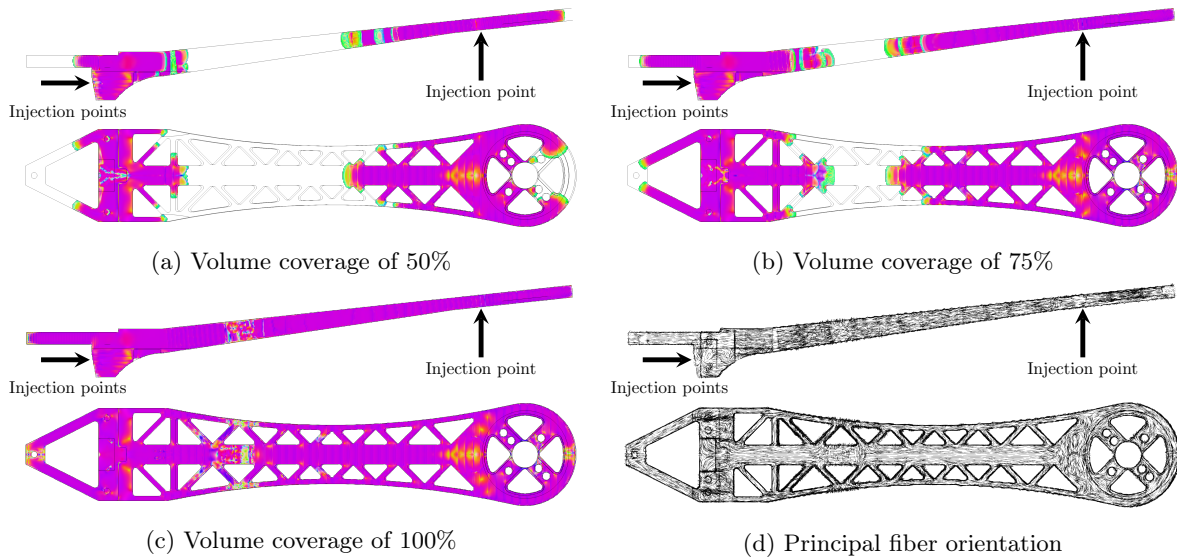 Injection point
Injection points
(a) Volume coverage of 50%
Injection point
Injection points
(b) Volume coverage of 75%
Injection point
Injection points
(c) Volume coverage of 100%
Injection point
Injection points
(d) Principal fiber orientation